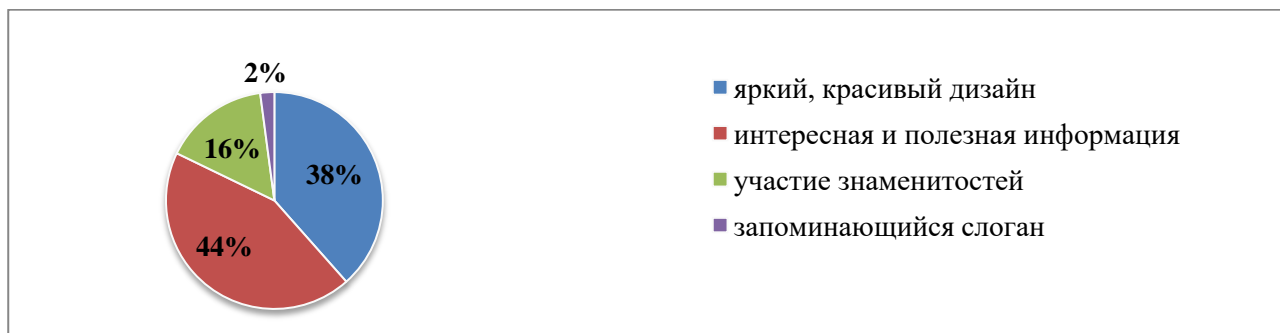 2%
16%
38%
44%
яркий, красивый дизайн
интересная и полезная информация
участие знаменитостей
запоминающийся слоган